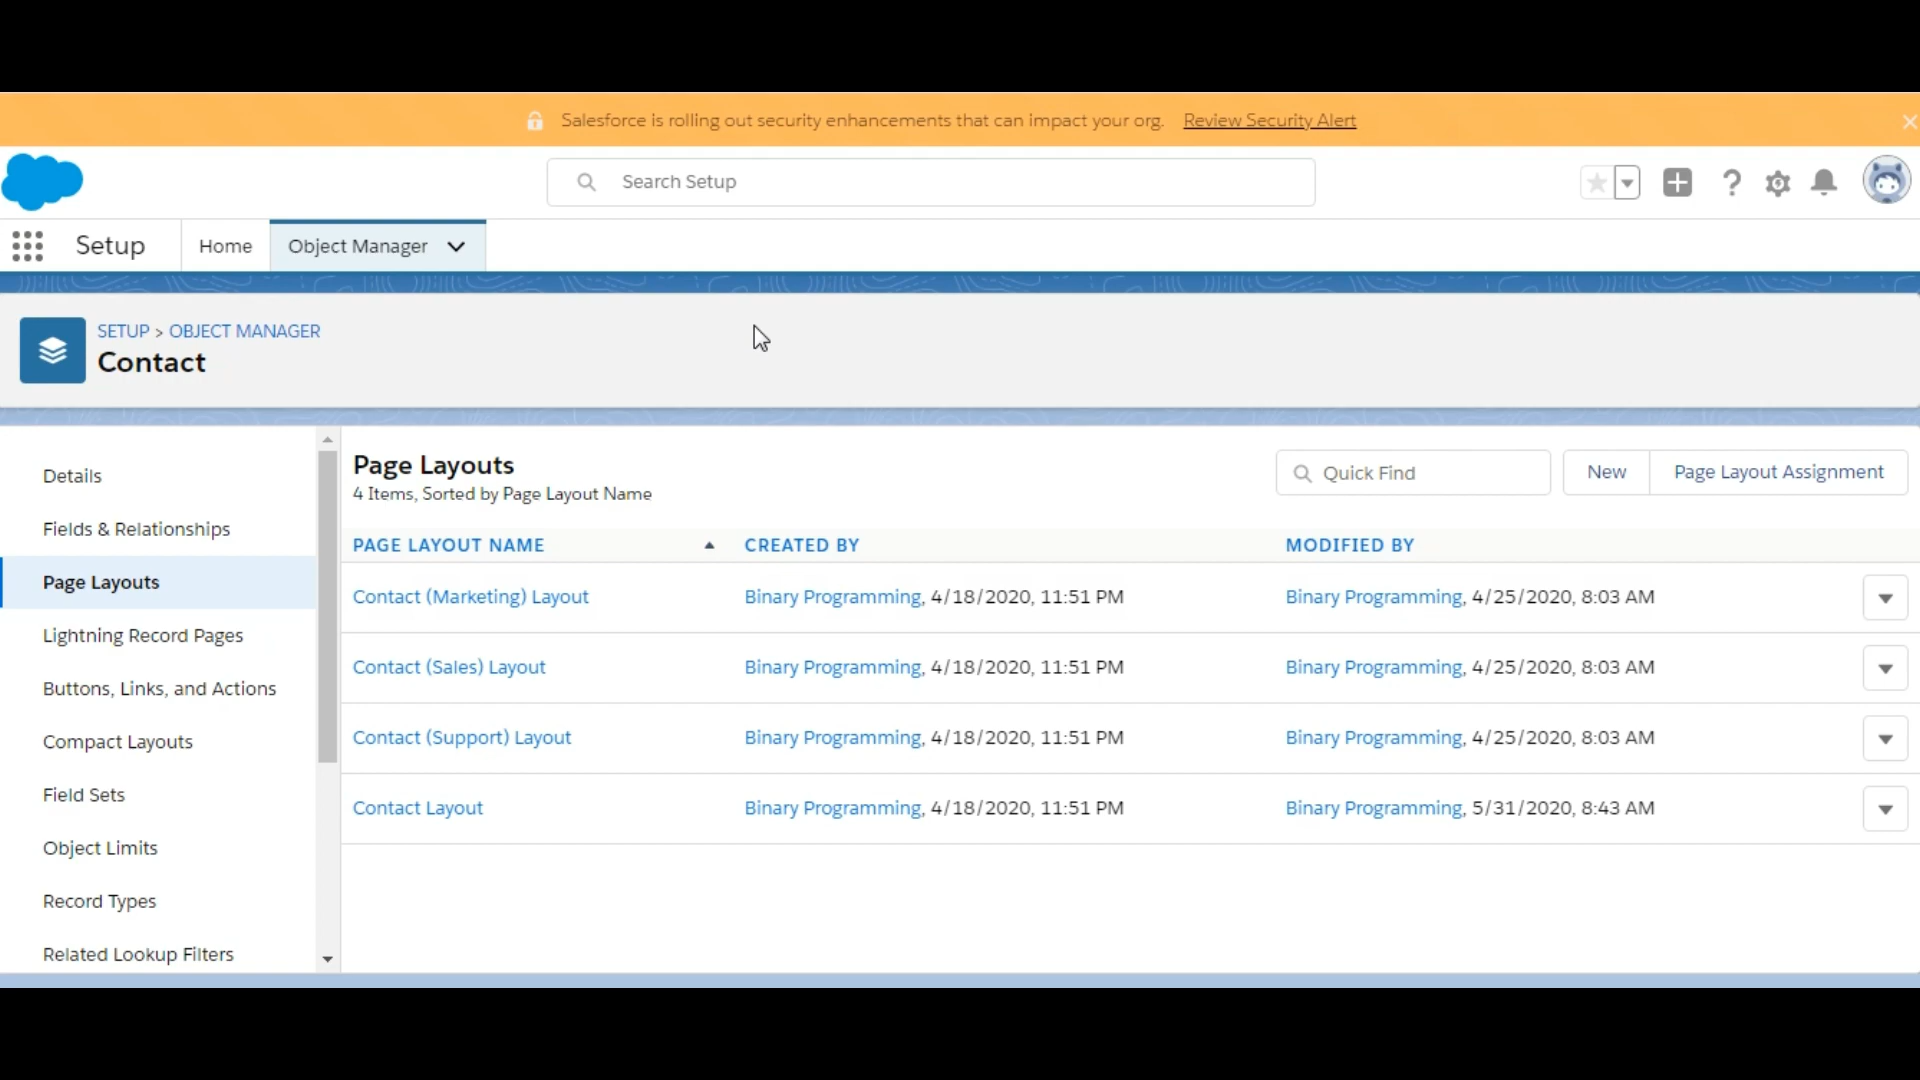 Salesforce is rolling out security enhancements that can impact your org. Review Security Alert
Search Setup
Setup Home Object Manager
SETUP > OBJECT MANAGER
Contact
Details
Fields & Relationships
Page Layouts
Lightning Record Pages
Buttons, Links, and Actions
Compact Layouts
Field Sets
Object Limits
Record Types
Related Lookup Filters
Page Layouts
4 Items, Sorted by Page Layout Name
Quick Find New Page Layout Assignment
PAGE LAYOUT NAME CREATED BY MODIFIED BY
Contact (Marketing) Layout Binary Programming, 4/18/2020, 11:51 PM Binary Programming, 4/25/2020, 8:03 AM
Contact (Sales) Layout Binary Programming, 4/18/2020, 11:51 PM Binary Programming, 4/25/2020, 8:03 AM
Contact (Support) Layout Binary Programming, 4/18/2020, 11:51 PM Binary Programming, 4/25/2020, 8:03 AM
Contact Layout Binary Programming, 4/18/2020, 11:51 PM Binary Programming, 5/31/2020, 8:43 AM